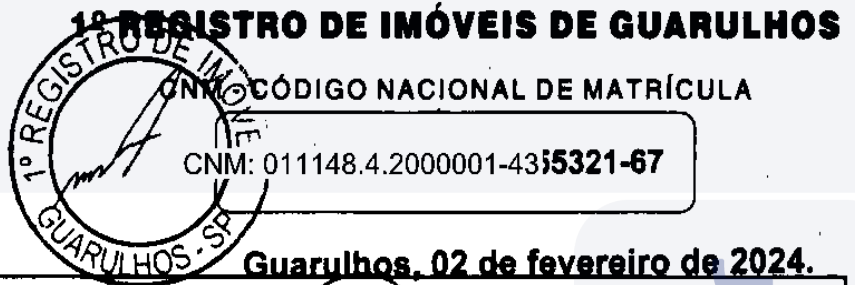 1º REGISTRO DE IMÓVEIS DE GUARULHOS
CNM - CÓDIGO NACIONAL DE MATRÍCULA
1º REGISTRO DE IMÓVE
CNM: 011148.4.2000001-4355321-67
GUARULHOS - SP
Guarulhos, 02 de fevereiro de 2024.